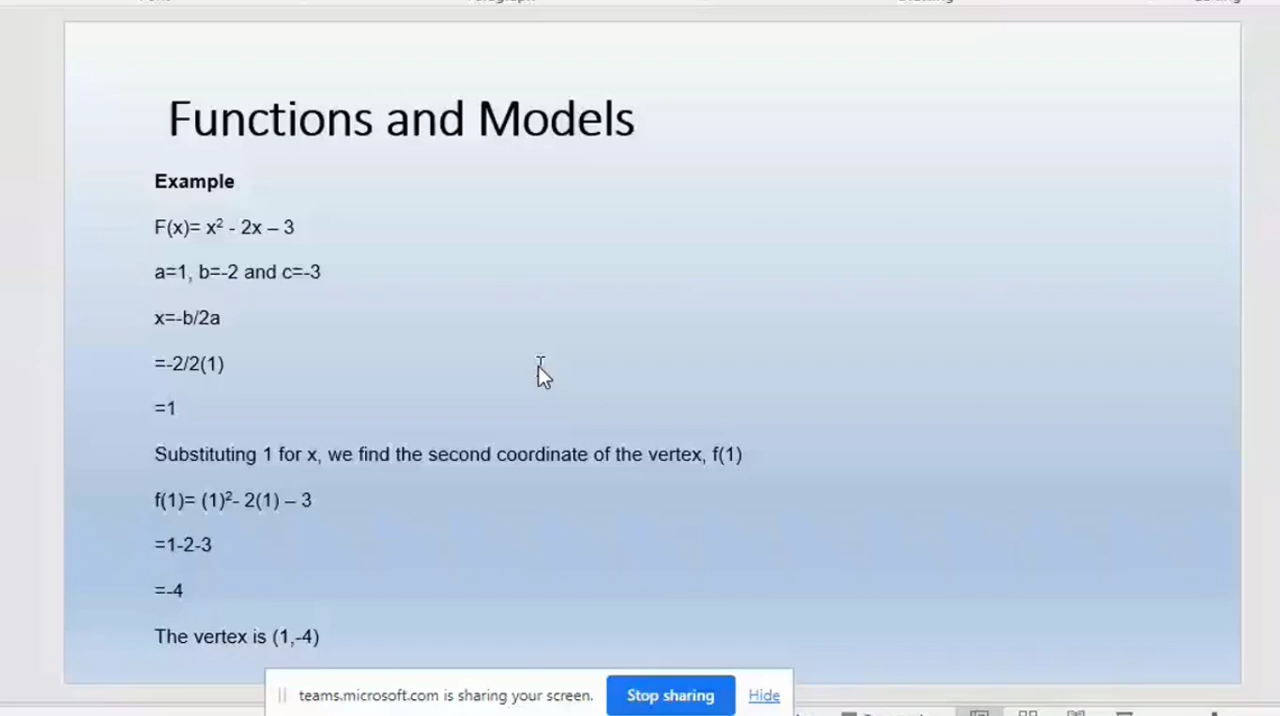 Functions and Models
Example
F(x)= x² - 2x – 3
a=1, b=-2 and c=-3
x=-b/2a
=-2/2(1)
=1
Substituting 1 for x, we find the second coordinate of the vertex, f(1)
f(1)= (1)²- 2(1) – 3
=1-2-3
=-4
The vertex is (1,-4)
teams.microsoft.com is sharing your screen. Stop sharing Hide